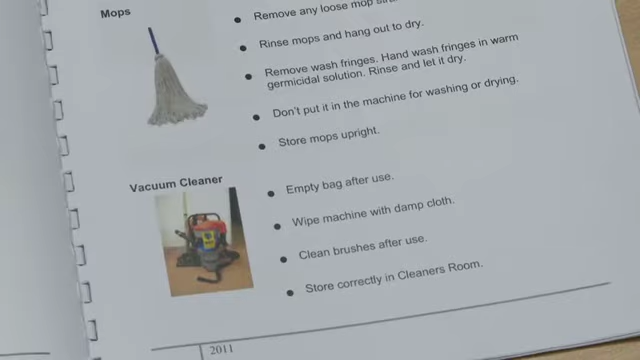 Mops
Remove any loose mop
Rinse mops and hang out to dry.
Remove wash fringes. Hand wash fringes in warm
germicidal solution. Rinse and let it dry.
Don't put it in the machine for washing or drying.
Store mops upright.
Vacuum Cleaner
Empty bag after use.
Wipe machine with damp cloth.
Clean brushes after use.
Store correctly in Cleaners Room.
2011